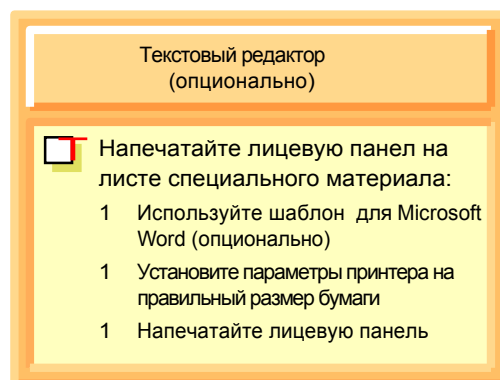 Текстовый редактор
(опционально)
Напечатайте лицевую панел на
листе специального материала:
1 Используйте шаблон для Microsoft
Word (опционально)
1 Установите параметры принтера на
правильный размер бумаги
1 Напечатайте лицевую панель